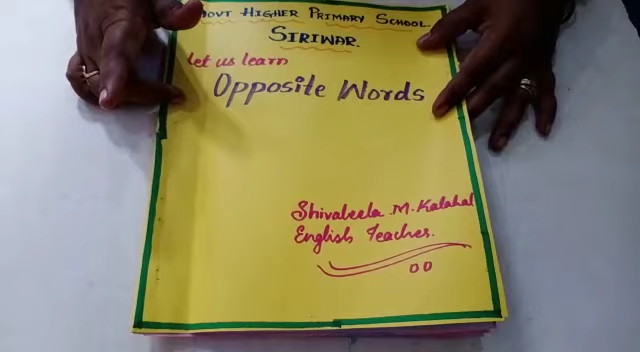 GOVT HIGHER PRIMARY SCHOOL.
SIRIWAR.
Let us learn
Opposite Words
Shivaleela .M. Kalahal
English Teacher.